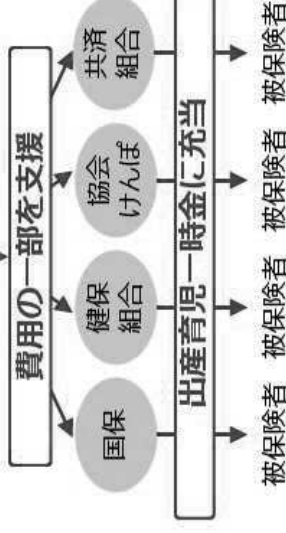 費用の一部を支援
国保
健保
組合
協会
けんぽ
共済
組合
出産育児一時金に充当
被保険者
被保険者
被保険者
被保険者